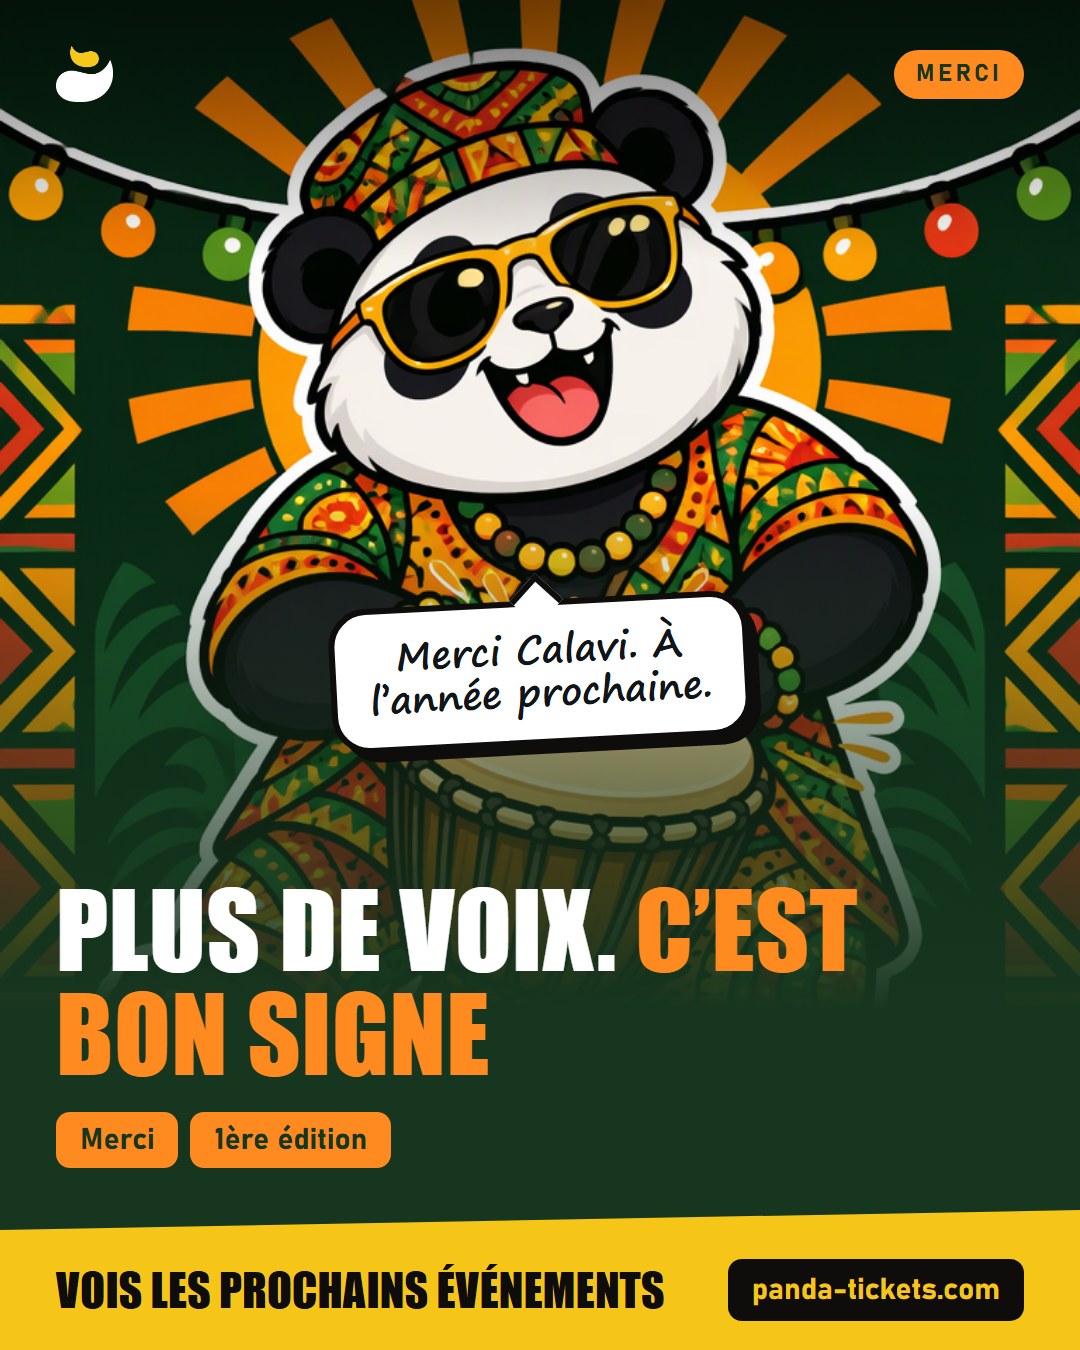 MERCI
Merci Calavi. À
l’année prochaine.
PLUS DE VOIX. C’EST
BON SIGNE
Merci
1ère édition
VOIS LES PROCHAINS ÉVÉNEMENTS
panda-tickets.com